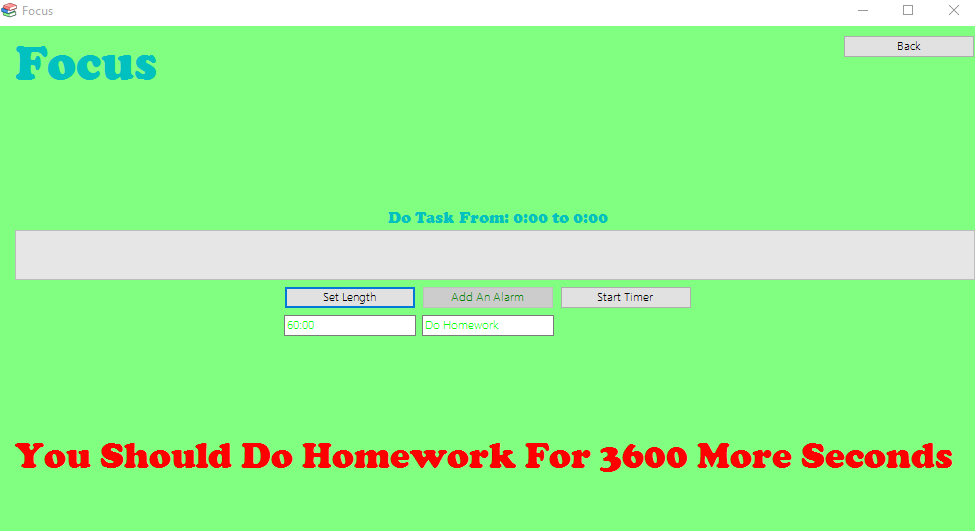 Focus
Focus
Back
Do Task From: 0:00 to 0:00
Set Length
Add An Alarm
Start Timer
60:00
Do Homework
You Should Do Homework For 3600 More Seconds